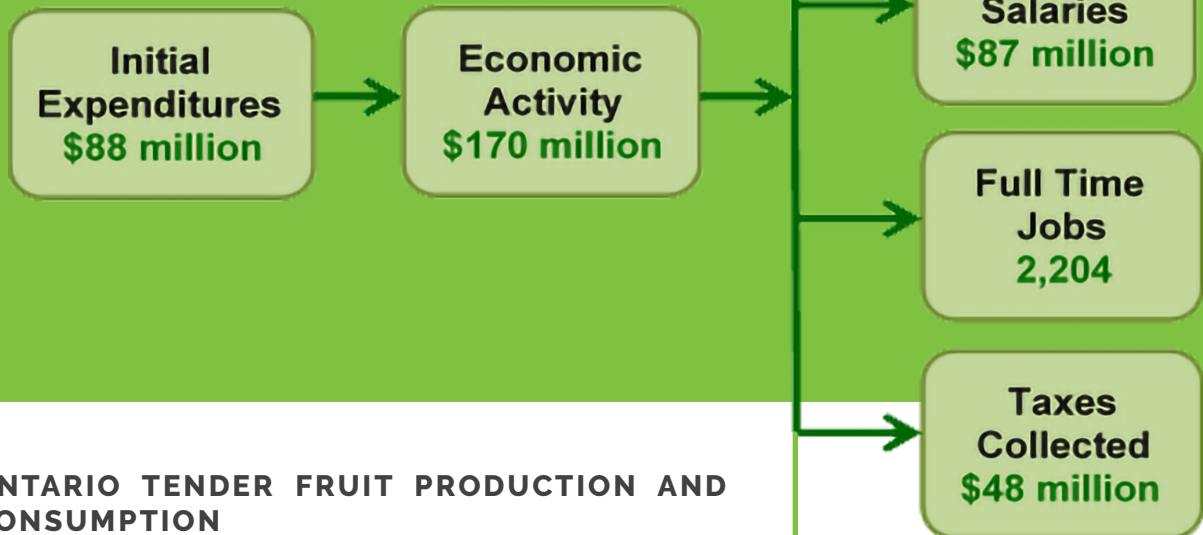 Initial
Expenditures
$88 million
Economic
Activity
$170 million
Salaries
$87 million
Full Time
Jobs
2,204
Taxes
Collected
$48 million
NTARIO TENDER FRUIT PRODUCTION AND
ONSUMPTION